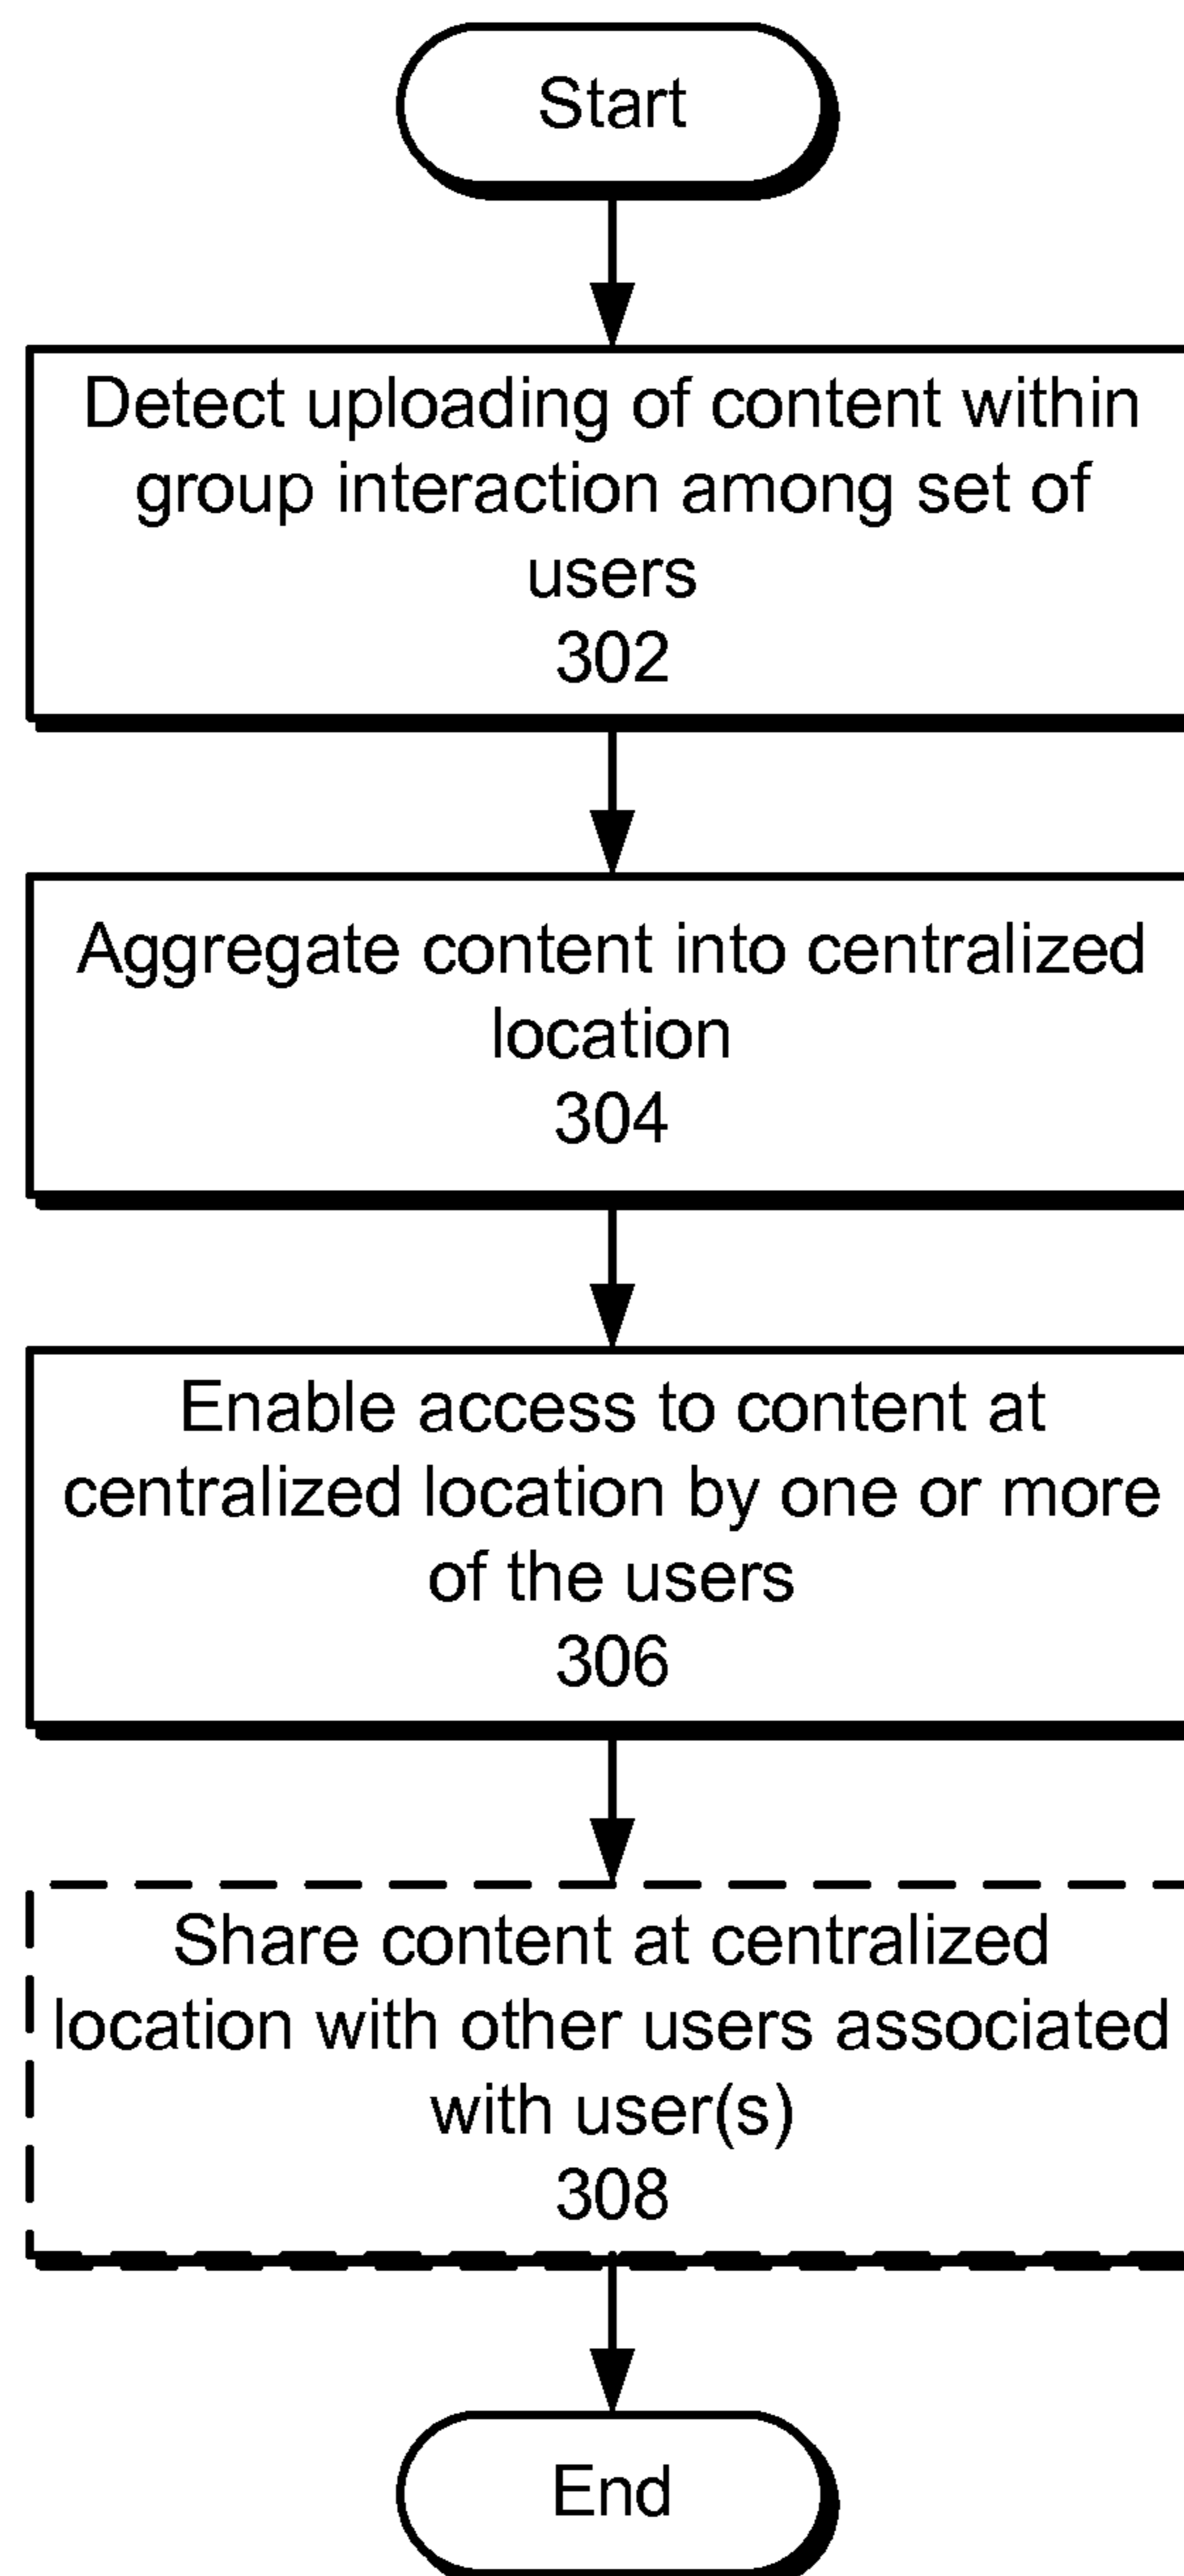 Start
Detect uploading of content within
group interaction among set of
users
302
Aggregate content into centralized
location
304
Enable access to content at
centralized location by one or more
of the users
306
Share content at centralized
location with other users associated
with user(s)
308
End